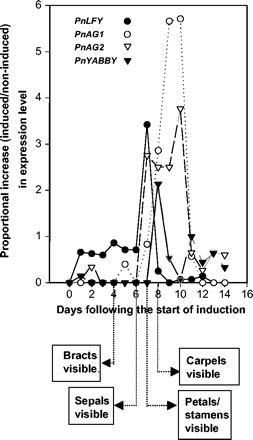 Proportional increase (induced/non-induced)
in expression level
6
5
4
3
2
1
0
PnLFY
PnAG1
PnAG2
PnYABBY
0 2 4 6 8 10 12 14 16
Days following the start of induction
Bracts
visible
Carpels
visible
Sepals
visible
Petals/
stamens
visible